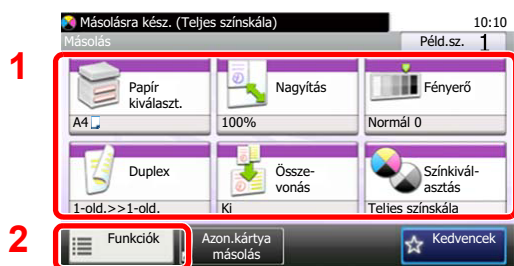 Másolásra kész. (Teljes színskála)
10:10
Másolás
Péld.sz. 1
1
Papír
kiválaszt.
A4
Nagyítás
100%
Fényerő
Normál 0
Duplex
1-old.>>1-old.
Össze-
vonás
Ki
Színkivál-
asztás
Teljes színskála
2
Funkciók
Azon.kártya
másolás
Kedvencek